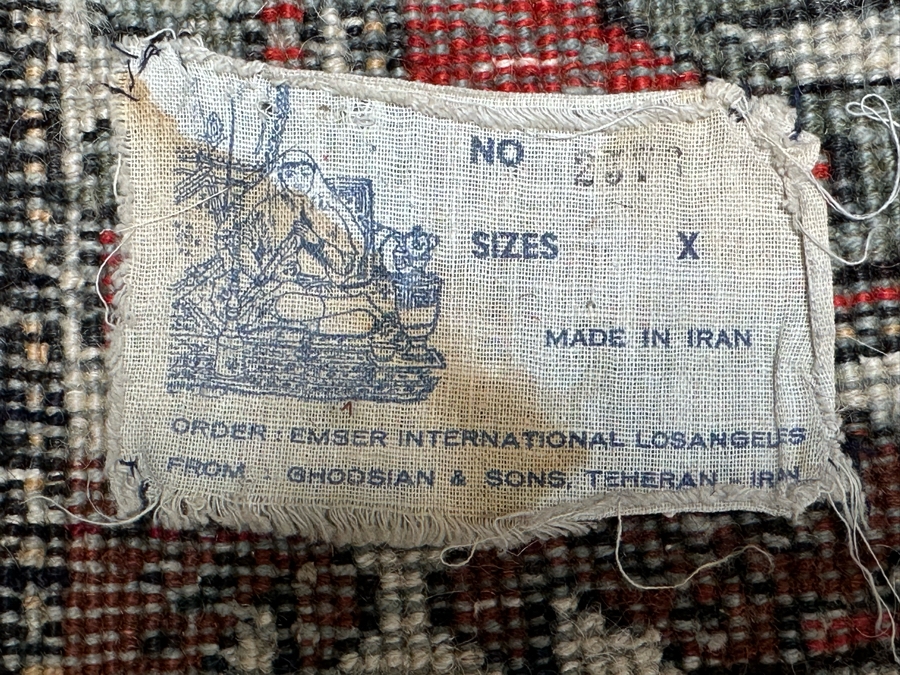 NO
SIZES X
MADE IN IRAN
ORDER : EMSER INTERNATIONAL LOSANGELES
FROM : GHODSIAN & SONS, TEHERAN - IRAN